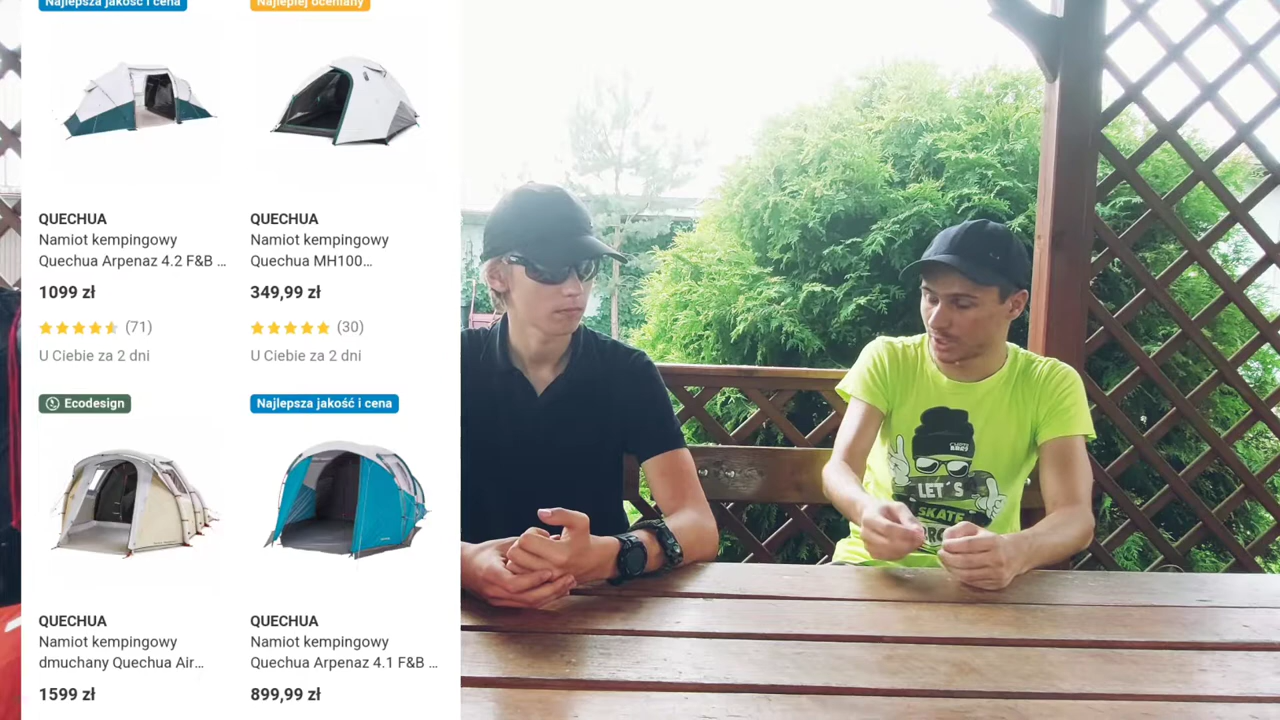 Najlepsza jakość i cena
Najlepiej oceniany
QUECHUA
Namiot kempingowy
Quechua Arpenaz 4.2 F&B ...
1099 zł
(71)
U Ciebie za 2 dni
QUECHUA
Namiot kempingowy
Quechua MH100...
349,99 zł
(30)
U Ciebie za 2 dni
Ecodesign
QUECHUA
Namiot kempingowy
dmuchany Quechua Air...
1599 zł
Najlepsza jakość i cena
QUECHUA
Namiot kempingowy
Quechua Arpenaz 4.1 F&B ...
899,99 zł
LET´S
SKATE